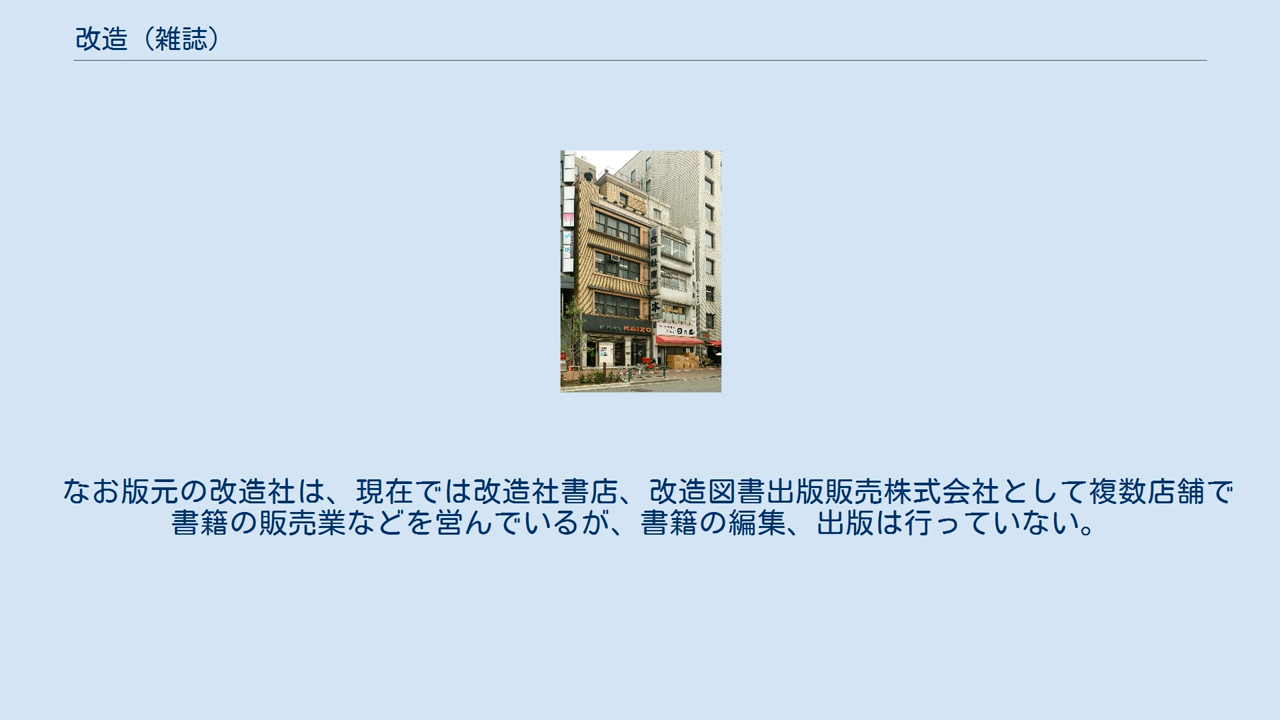 改造（雑誌）
KAIZO
なお版元の改造社は、現在では改造社書店、改造図書出版販売株式会社として複数店舗で
書籍の販売業などを営んでいるが、書籍の編集、出版は行っていない。